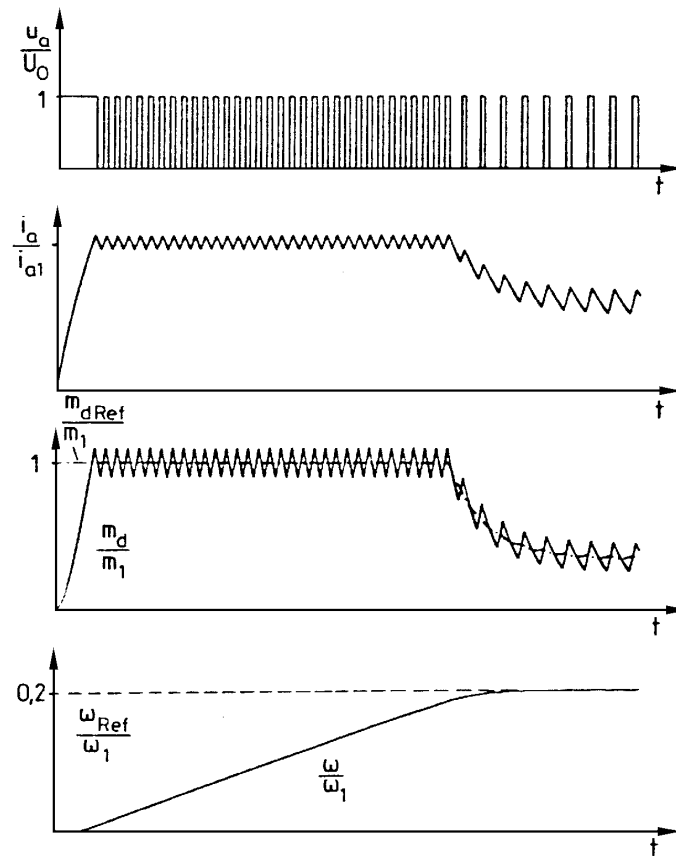 u_a
U_0
1
t
i_a
i_a1
t
m_dRef
m_1
1
m_d
m_1
t
0,2
ω_Ref
ω_1
ω
ω_1
t